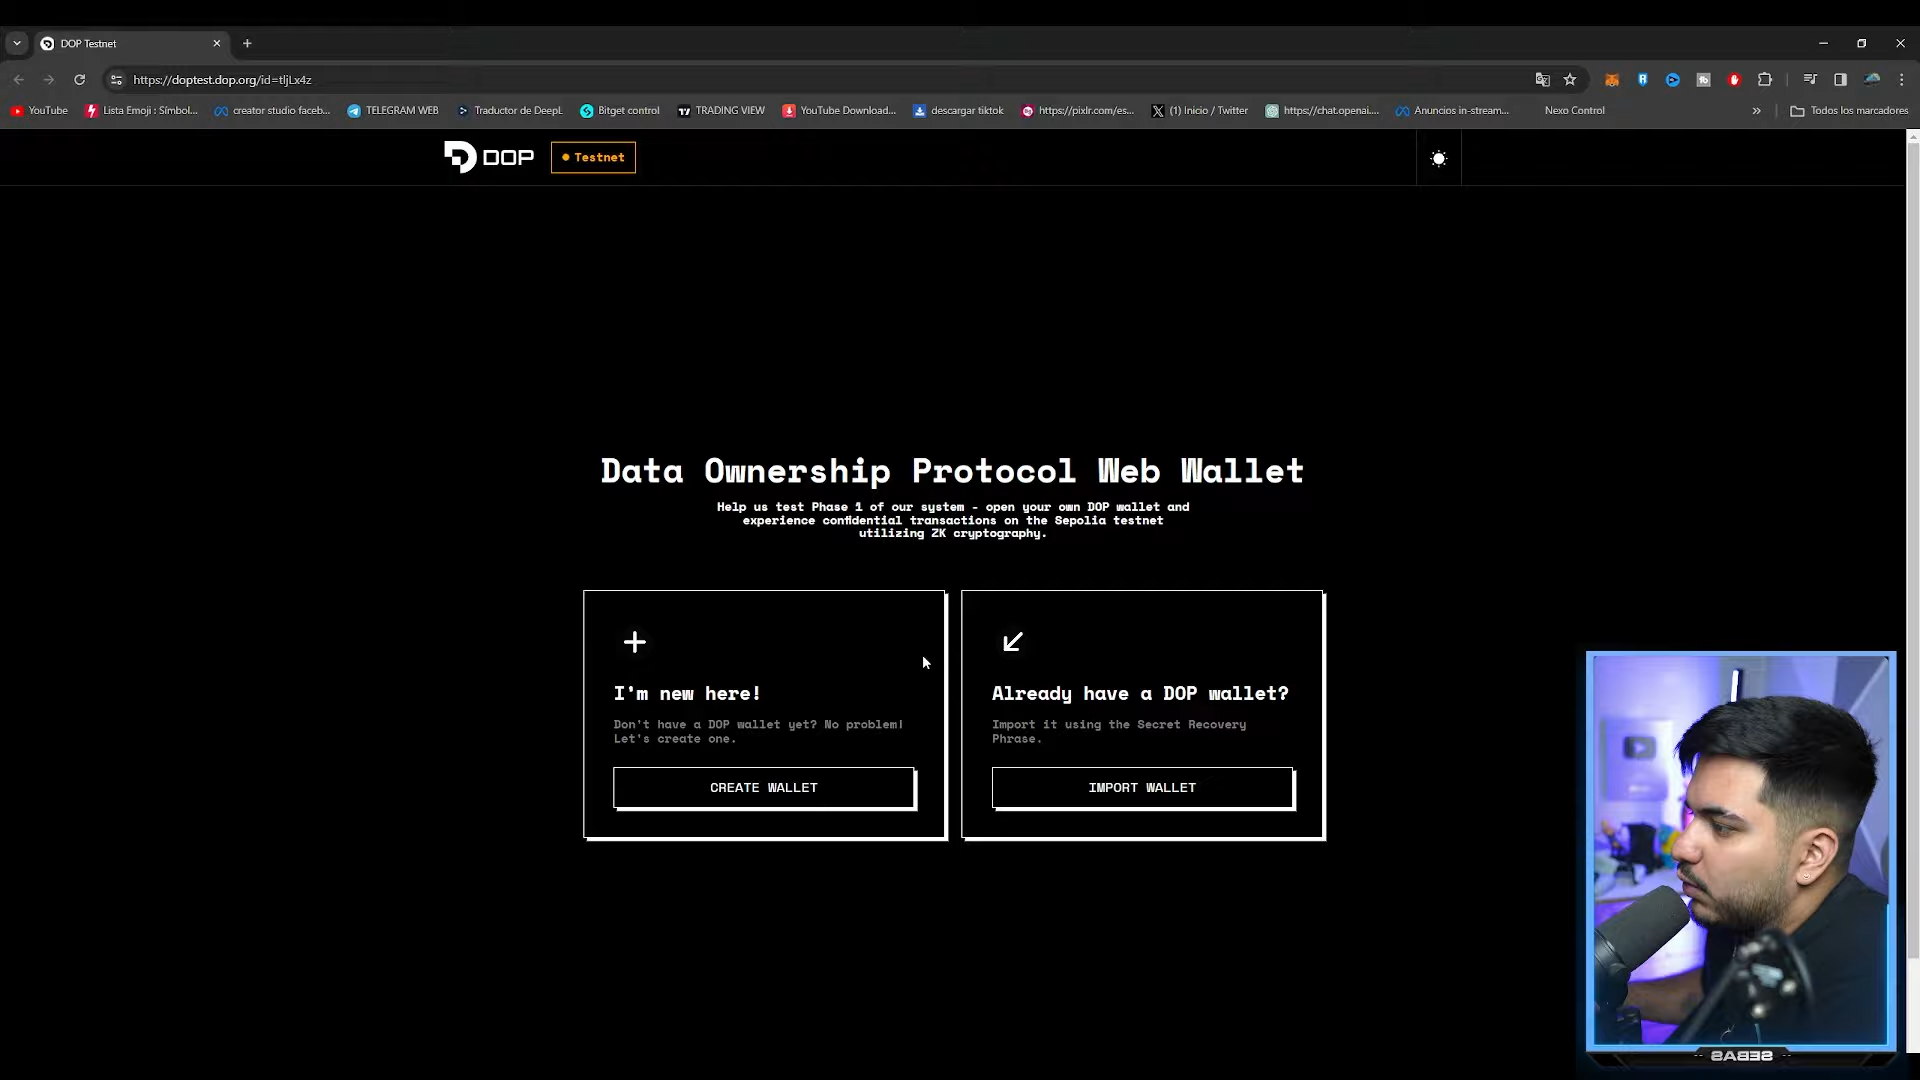 DOP Testnet
https://doptest.dop.org/id=tljLx4z
YouTube
Lista Emoji : Símbol...
creator studio faceb...
TELEGRAM WEB
Traductor de DeepL
Bitget control
TRADING VIEW
YouTube Download...
descargar tiktok
https://pixlr.com/es...
(1) Inicio / Twitter
https://chat.openai....
Anuncios in-stream...
Nexo Control
Todos los marcadores
DOP
Testnet
Data Ownership Protocol Web Wallet
Help us test Phase 1 of our system - open your own DOP wallet and
experience confidential transactions on the Sepolia testnet
utilizing ZK cryptography.
I'm new here!
Don't have a DOP wallet yet? No problem!
Let's create one.
CREATE WALLET
Already have a DOP wallet?
Import it using the Secret Recovery
Phrase.
IMPORT WALLET
SEBAS